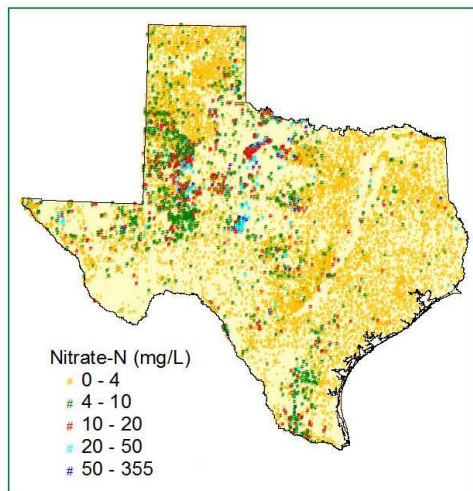 Nitrate-N (mg/L)
# 0 - 4
# 4 - 10
# 10 - 20
# 20 - 50
# 50 - 355